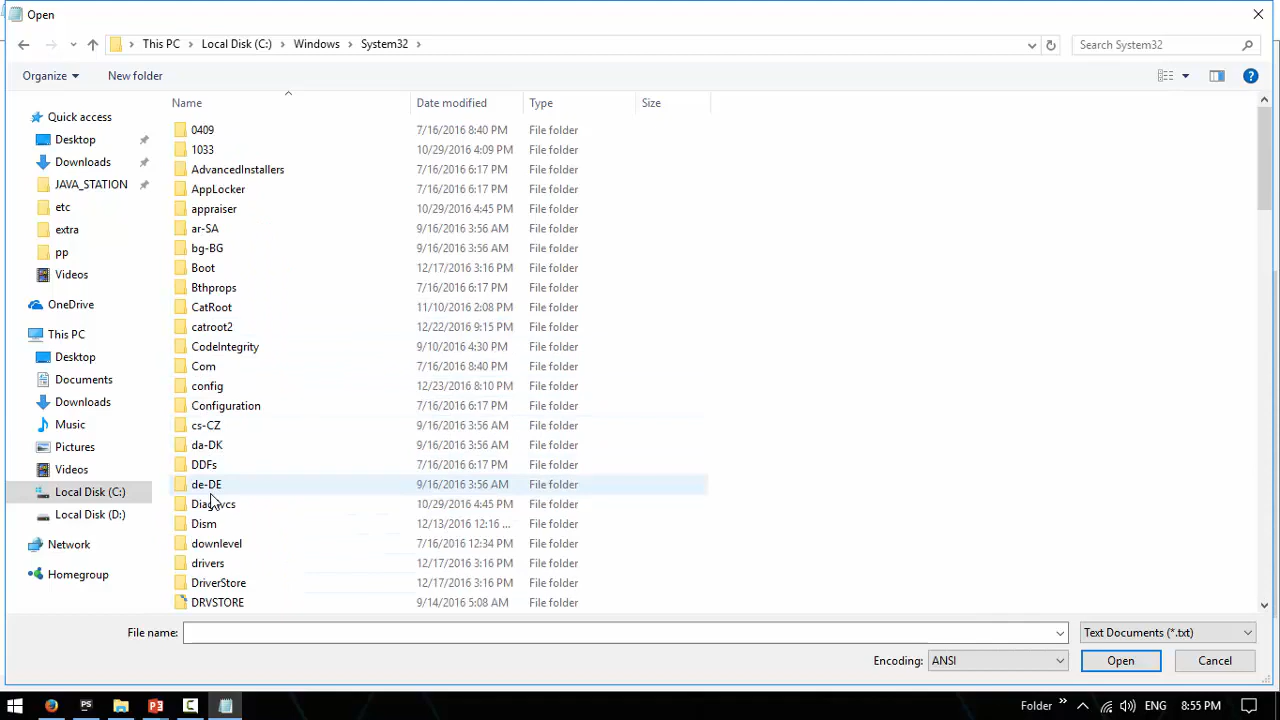 Open
This PC Local Disk (C:) Windows System32
Search System32
Organize
New folder
Name Date modified Type Size
Quick access
Desktop
Downloads
JAVA_STATION
etc
extra
pp
Videos
OneDrive
This PC
Desktop
Documents
Downloads
Music
Pictures
Videos
Local Disk (C:)
Local Disk (D:)
Network
Homegroup
0409 7/16/2016 8:40 PM File folder
1033 10/29/2016 4:09 PM File folder
AdvancedInstallers 7/16/2016 6:17 PM File folder
AppLocker 7/16/2016 6:17 PM File folder
appraiser 10/29/2016 4:45 PM File folder
ar-SA 9/16/2016 3:56 AM File folder
bg-BG 9/16/2016 3:56 AM File folder
Boot 12/17/2016 3:16 PM File folder
Bthprops 7/16/2016 6:17 PM File folder
CatRoot 11/10/2016 2:08 PM File folder
catroot2 12/22/2016 9:15 PM File folder
CodeIntegrity 9/10/2016 4:30 PM File folder
Com 7/16/2016 8:40 PM File folder
config 12/23/2016 8:10 PM File folder
Configuration 7/16/2016 6:17 PM File folder
cs-CZ 9/16/2016 3:56 AM File folder
da-DK 9/16/2016 3:56 AM File folder
DDFs 7/16/2016 6:17 PM File folder
de-DE 9/16/2016 3:56 AM File folder
10/29/2016 4:45 PM File folder
Dism 12/13/2016 12:16 ... File folder
downlevel 7/16/2016 12:34 PM File folder
drivers 12/17/2016 3:16 PM File folder
DriverStore 12/17/2016 3:16 PM File folder
DRVSTORE 9/14/2016 5:08 AM File folder
File name:
Text Documents (*.txt)
Encoding: ANSI
Open
Cancel
PS
Folder
ENG
8:55 PM